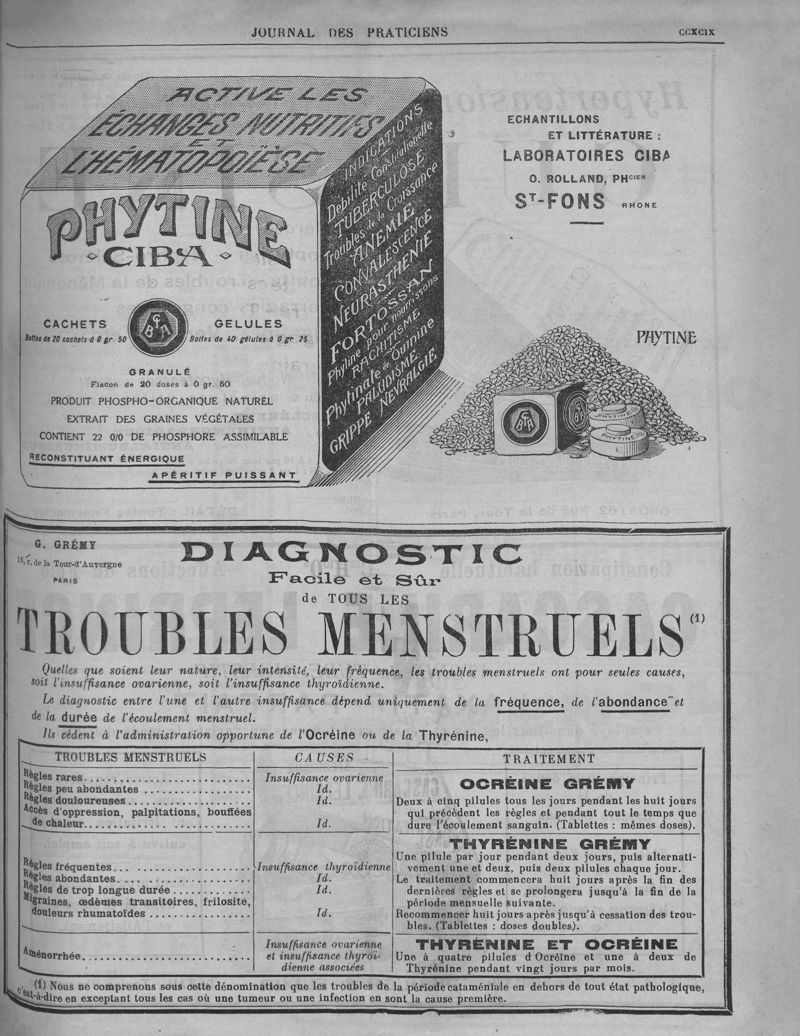 JOURNAL DES PRATICIENS
ccxcix
ACTIVE LES
ÉCHANGES NUTRITIFS
ET
L'HÉMATOPOIÈSE
PHYTINE
CIBA
CACHETS
Boites de 20 cachets à 0 gr. 50
CIBA
GELULES
Boites de 40 gélules à 0 gr 25
GRANULÉ
Flacon de 20 doses à 0 gr. 50
PRODUIT PHOSPHO-ORGANIQUE NATUREL
EXTRAIT DES GRAINES VÉGÉTALES
CONTIENT 22 0/0 DE PHOSPHORE ASSIMILABLE
RECONSTITUANT ÉNERGIQUE
APÉRITIF PUISSANT
INDICATIONS
Débilité Constitutionelle
TUBERCULOSE
Troubles de la Croissance
ANÉMIE
CONVALESCENCE
NEURASTHÉNIE
FORTOSSAN
Phytine pour nourrissons
RACHITISME
Phytinate de Quinine
PALUDISME
GRIPPE NEVRALGIE
ECHANTILLONS
ET LITTÉRATURE :
LABORATOIRES CIBA
O. ROLLAND, PHCIEN
ST-FONS RHONE
PHYTINE
CIBA
PHYTINE
PHYTINE
G. GRÉMY
16, r. de la Tour-d'Auvergne
PARIS
DIAGNOSTIC
Facile et Sûr
de TOUS LES
TROUBLES MENSTRUELS (1)
Quelles que soient leur nature, leur intensité, leur fréquence, les troubles menstruels ont pour seules causes,
soit l'insuffisance ovarienne, soit l'insuffisance thyroïdienne.
Le diagnostic entre l'une et l'autre insuffisance dépend uniquement de la fréquence, de l'abondance et
de la durée de l'écoulement menstruel.
Ils cèdent à l'administration opportune de l'Ocréine ou de la Thyrénine,
TROUBLES MENSTRUELS
CAUSES
TRAITEMENT
Règles rares
Insuffisance ovarienne
Règles peu abondantes
Id.
Règles douloureuses
Id.
Accès d'oppression, palpitations, bouffées
de chaleur
Id.
OCRÉINE GRÉMY
Deux à cinq pilules tous les jours pendant les huit jours
qui précèdent les règles et pendant tout le temps que
dure l'écoulement sanguin. (Tablettes : mêmes doses).
Règles fréquentes
Insuffisance thyroïdienne
Règles abondantes
Id.
Règles de trop longue durée
Id.
Migraines, œdèmes transitoires, frilosité,
douleurs rhumatoïdes
Id.
THYRÉNINE GRÉMY
Une pilule par jour pendant deux jours, puis alternati-
vement une et deux, puis deux pilules chaque jour.
Le traitement commencera huit jours après la fin des
dernières règles et se prolongera jusqu'à la fin de la
période mensuelle suivante.
Recommencer huit jours après jusqu'à cessation des trou-
bles. (Tablettes : doses doubles).
Aménorrhée
Insuffisance ovarienne
et insuffisance thyroï-
dienne associées
THYRÉNINE ET OCRÉINE
Une à quatre pilules d'Ocréine et une à deux de
Thyrénine pendant vingt jours par mois.
(1) Nous ne comprenons sous cette dénomination que les troubles de la période cataméniale en dehors de tout état pathologique,
c'est-à-dire en exceptant tous les cas où une tumeur ou une infection en sont la cause première.